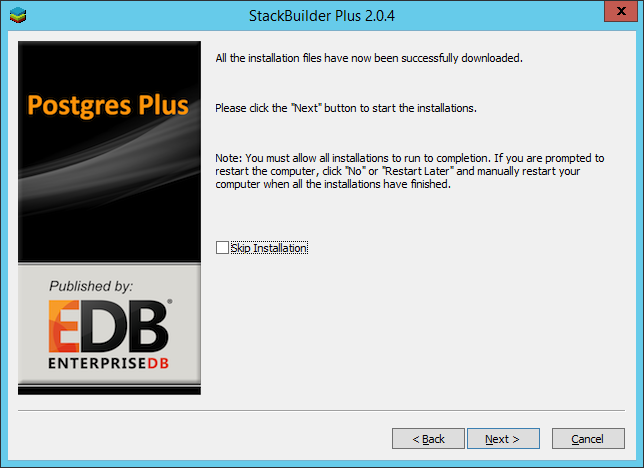 StackBuilder Plus 2.0.4
x
Postgres Plus
Published by:
EDB®
ENTERPRISEDB
All the installation files have now been successfully downloaded.
Please click the "Next" button to start the installations.
Note: You must allow all installations to run to completion. If you are prompted to
restart the computer, click "No" or "Restart Later" and manually restart your
computer when all the installations have finished.
Skip Installation
< Back
Next >
Cancel